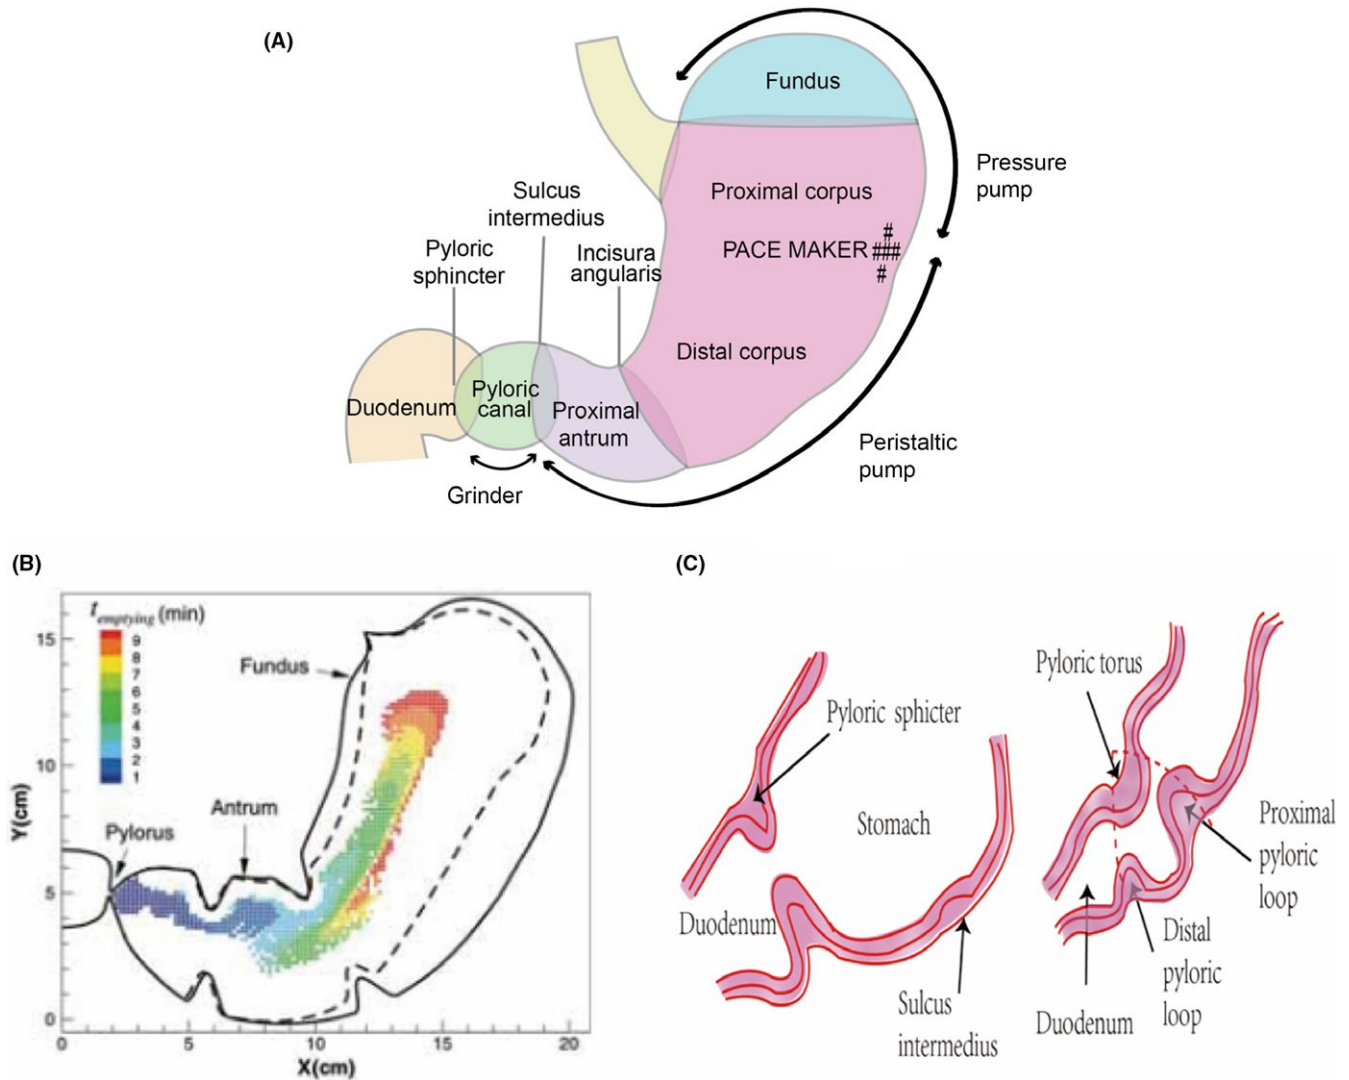 (A)
Fundus
Pressure
pump
Proximal corpus
Sulcus
intermedius
Pyloric
sphincter
Incisura
angularis
PACE MAKER
#
###
#
Distal corpus
Duodenum
Pyloric
canal
Proximal
antrum
Peristaltic
pump
Grinder
(B)
t emptying (min)
9
8
7
6
5
4
3
2
1
Fundus
Antrum
Pylorus
15
10
5
0
Y(cm)
0
5
10
15
20
X(cm)
(C)
Pyloric sphicter
Stomach
Duodenum
Sulcus
intermedius
Pyloric torus
Proximal
pyloric
loop
Distal
pyloric
loop
Duodenum